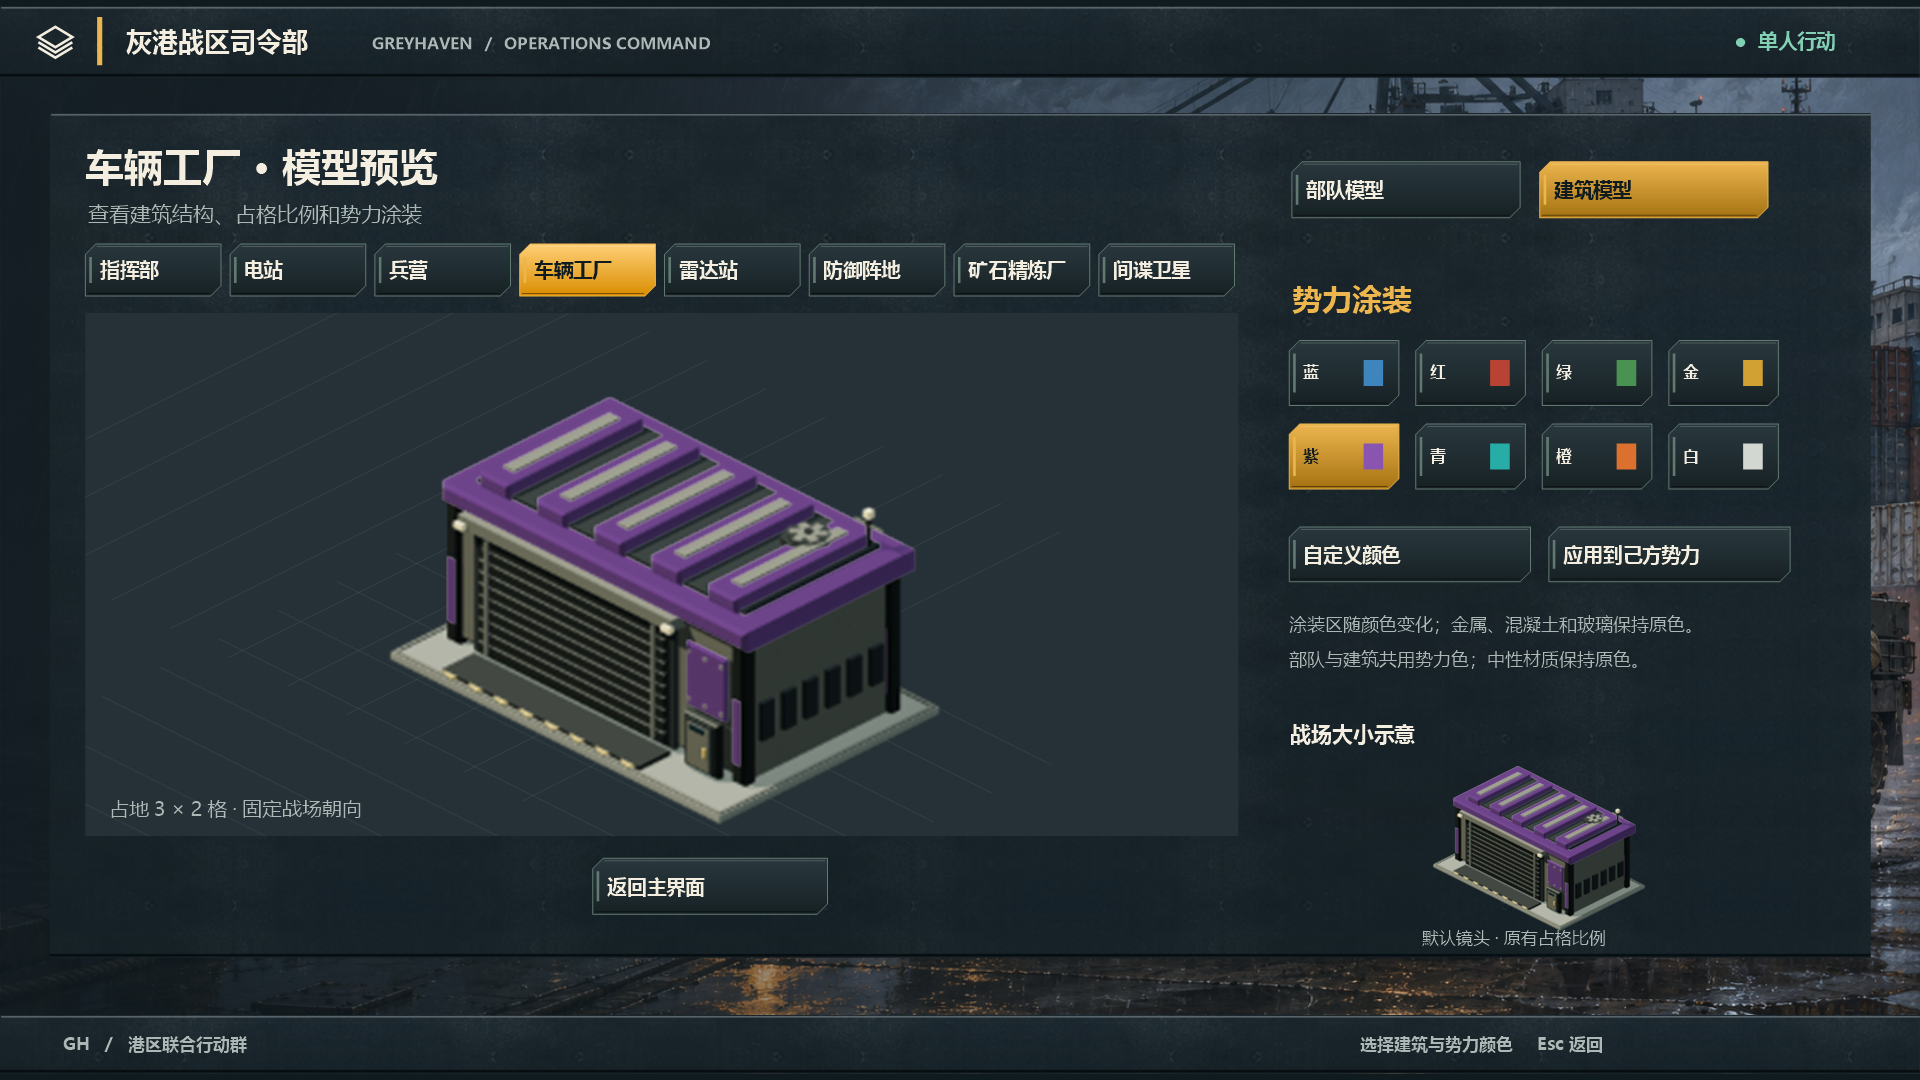 灰港战区司令部 GREYHAVEN / OPERATIONS COMMAND
单人行动
车辆工厂·模型预览
查看建筑结构、占格比例和势力涂装
部队模型
建筑模型
指挥部
电站
兵营
车辆工厂
雷达站
防御阵地
矿石精炼厂
间谍卫星
势力涂装
蓝
红
绿
金
紫
青
橙
白
自定义颜色
应用到己方势力
涂装区随颜色变化；金属、混凝土和玻璃保持原色。
部队与建筑共用势力色；中性材质保持原色。
战场大小示意
占地 3 × 2 格 · 固定战场朝向
默认镜头 · 原有占格比例
返回主界面
GH / 港区联合行动群
选择建筑与势力颜色 Esc 返回